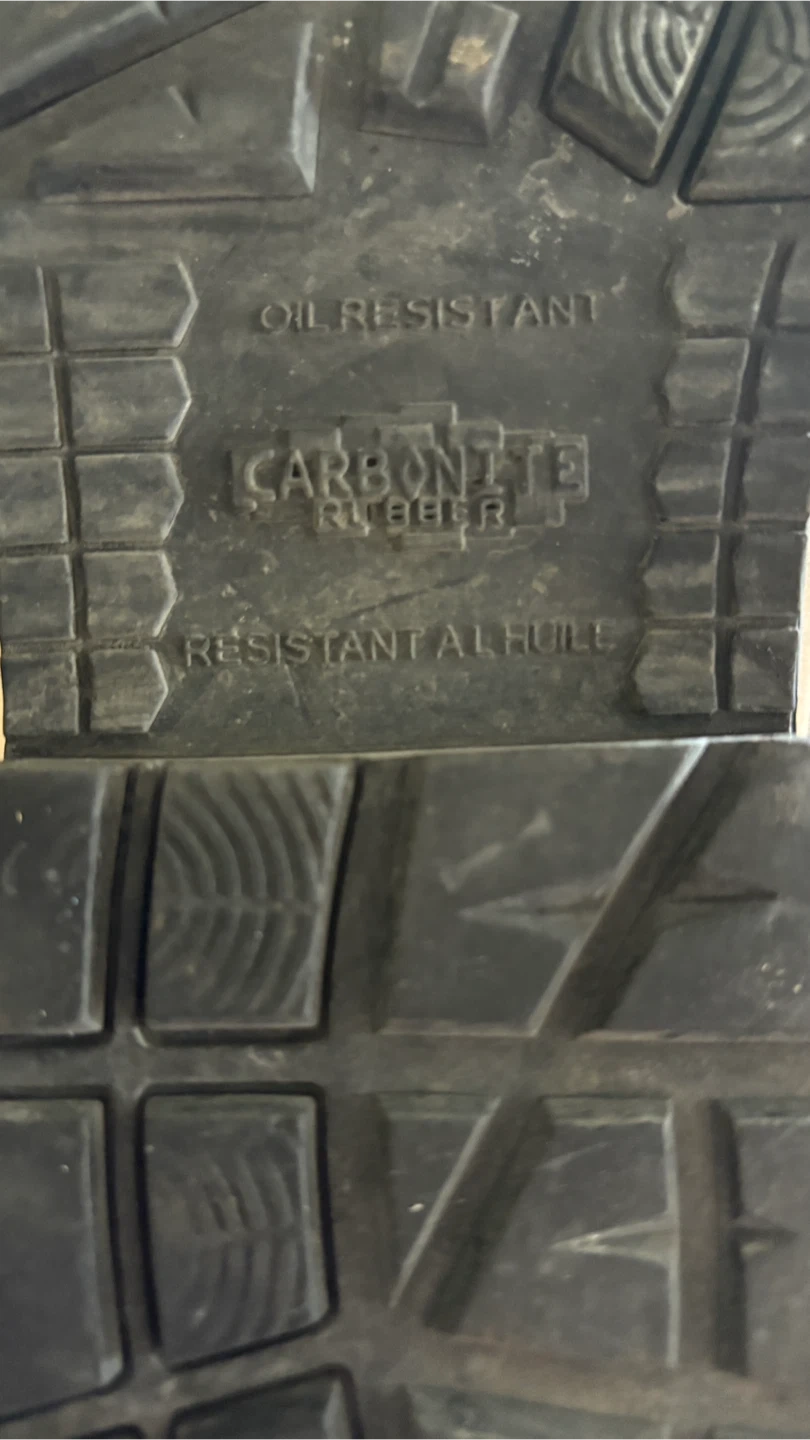 OIL RESISTANT
CARBONITE
RUBBER
RESISTANT A L HUILE